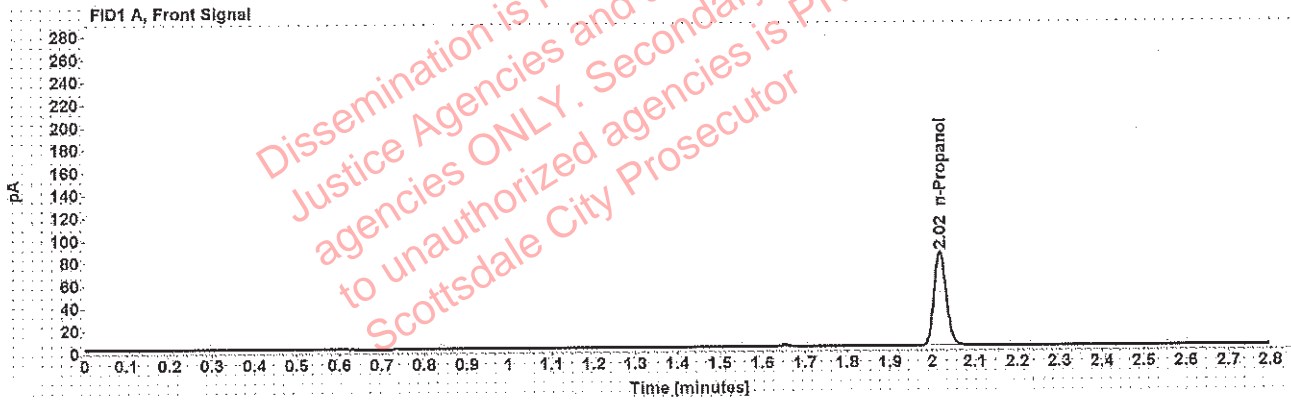 FID1 A, Front Signal
280
260
240
220
200
180
160
140
120
100
80
60
40
20
0
pA
2.02 n-Propanol
0 0.1 0.2 0.3 0.4 0.5 0.6 0.7 0.8 0.9 1 1.1 1.2 1.3 1.4 1.5 1.6 1.7 1.8 1.9 2 2.1 2.2 2.3 2.4 2.5 2.6 2.7 2.8
Time [minutes]
Dissemination is
Justice Agencies and
agencies ONLY. Secondary
to unauthorized agencies is
Scottsdale City Prosecutor